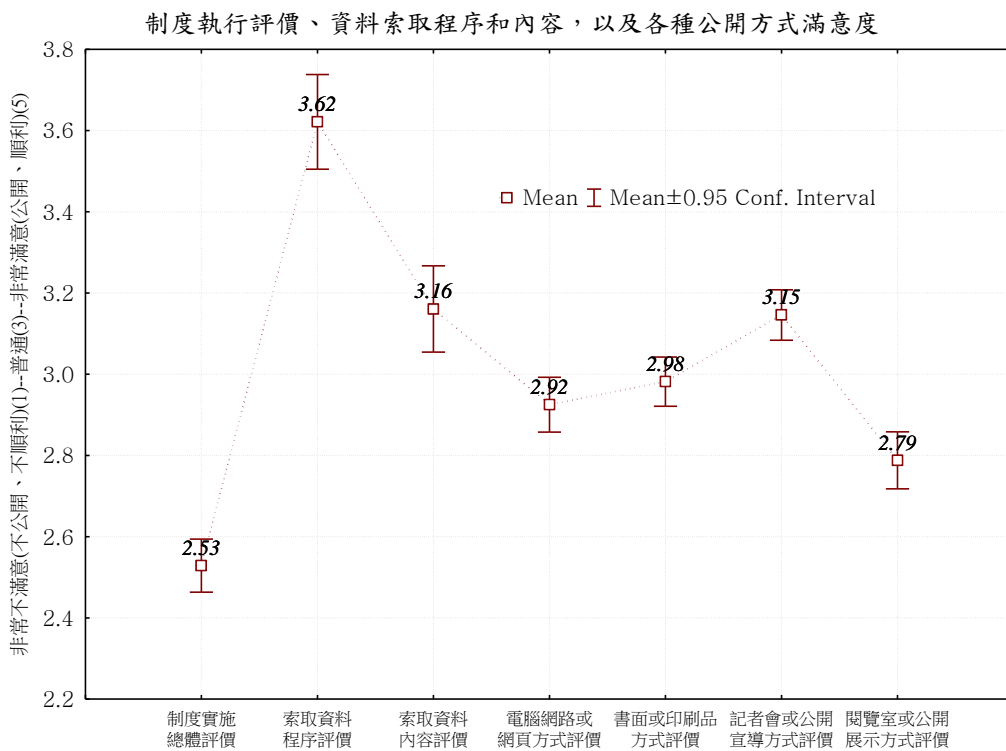 制度執行評價、資料索取程序和內容，以及各種公開方式滿意度
非常不滿意(不公開、不順利)(1)--普通(3)--非常滿意(公開、順利)(5)
3.8
3.6
3.4
3.2
3.0
2.8
2.6
2.4
2.2
Mean Mean±0.95 Conf. Interval
2.53
3.62
3.16
2.92
2.98
3.15
2.79
制度實施
總體評價
索取資料
程序評價
索取資料
內容評價
電腦網路或
網頁方式評價
書面或印刷品
方式評價
記者會或公開
宣導方式評價
閱覽室或公開
展示方式評價